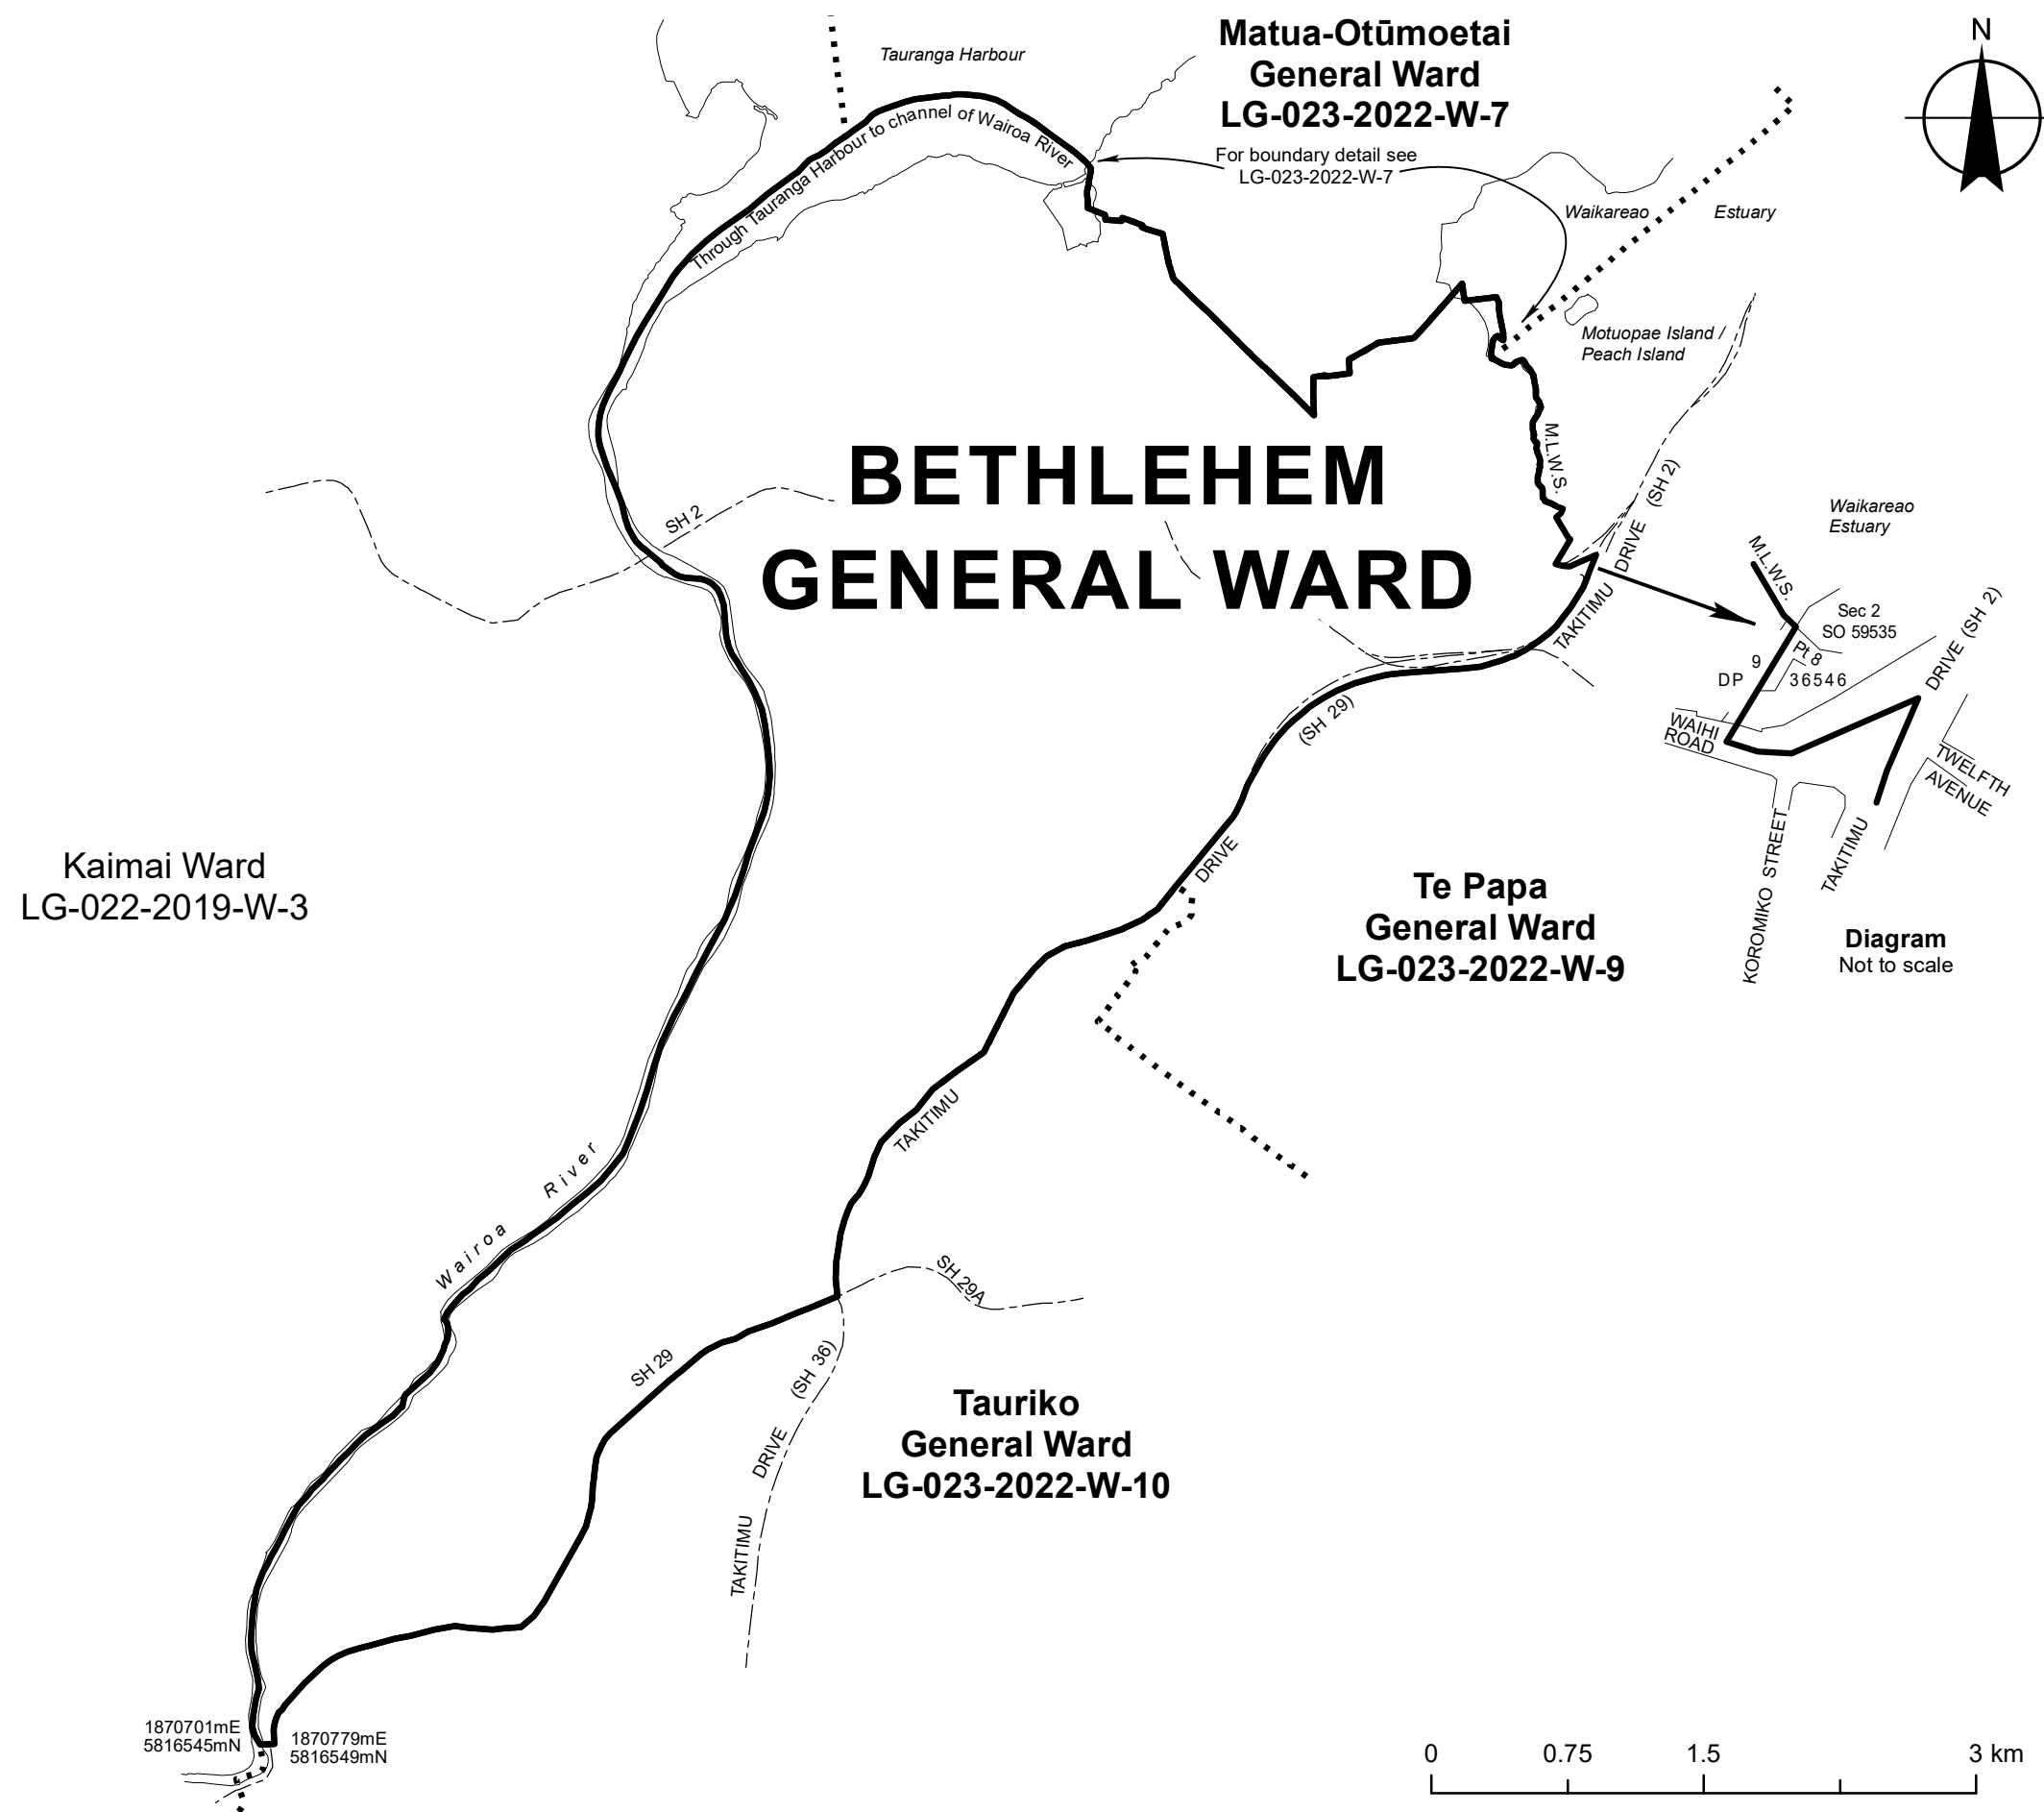 Tauranga Harbour
Matua-Otūmoetai
General Ward
LG-023-2022-W-7
N
For boundary detail see
LG-023-2022-W-7
Through Tauranga Harbour to channel of Wairoa River
Waikareao Estuary
Motuopae Island /
Peach Island
M.L.W.S.
BETHLEHEM
GENERAL WARD
SH 2
TAKITIMU DRIVE (SH 2)
Waikareao
Estuary
M.L.W.S.
Sec 2
SO 59535
Pt 8
9
DP 36546
DRIVE (SH 2)
WAIHI
ROAD
TWELFTH
AVENUE
KOROMIKO STREET
TAKITIMU
Diagram
Not to scale
(SH 29)
DRIVE
TAKITIMU
Kaimai Ward
LG-022-2019-W-3
Te Papa
General Ward
LG-023-2022-W-9
Wairoa River
SH 29A
SH 29
TAKITIMU DRIVE (SH 36)
Tauriko
General Ward
LG-023-2022-W-10
1870701mE
5816545mN
1870779mE
5816549mN
0 0.75 1.5 3 km